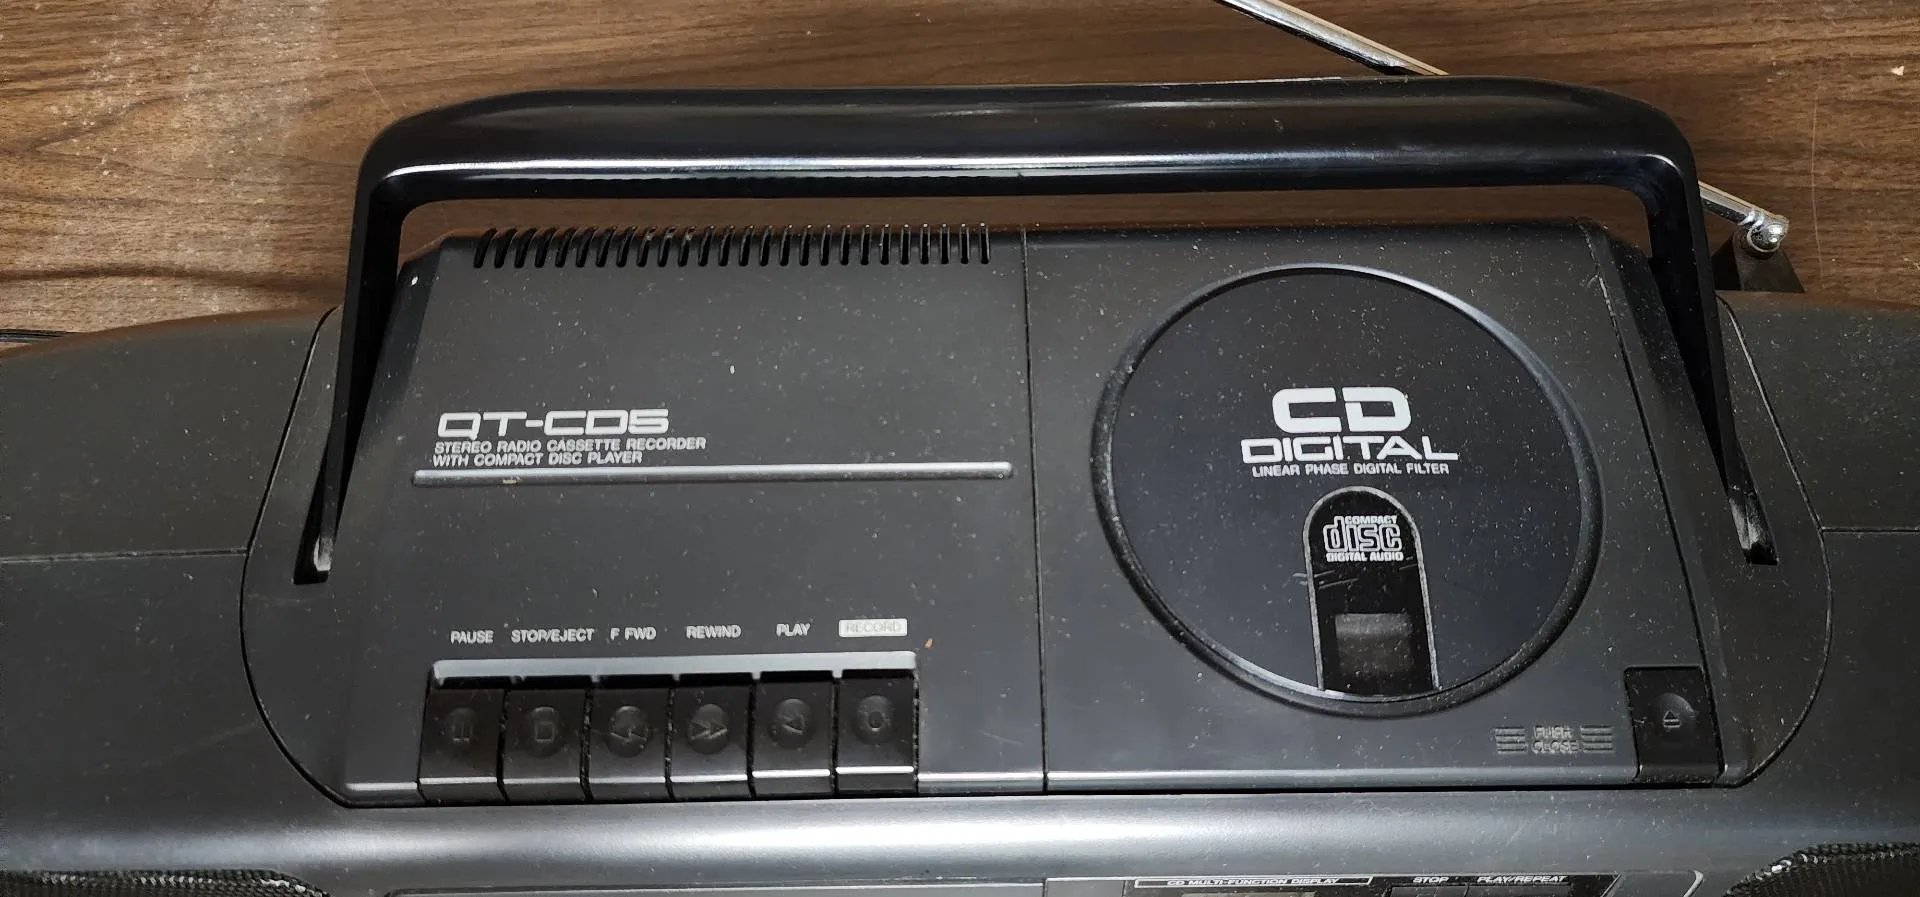 QT-CD5
STEREO RADIO CASSETTE RECORDER
WITH COMPACT DISC PLAYER
CD
DIGITAL
LINEAR PHASE DIGITAL FILTER
COMPACT
disc
DIGITAL AUDIO
PAUSE STOP/EJECT F FWD REWIND PLAY RECORD
PUSH
CLOSE
CD MULTI-FUNCTION DISPLAY STOP PLAY/REPEAT